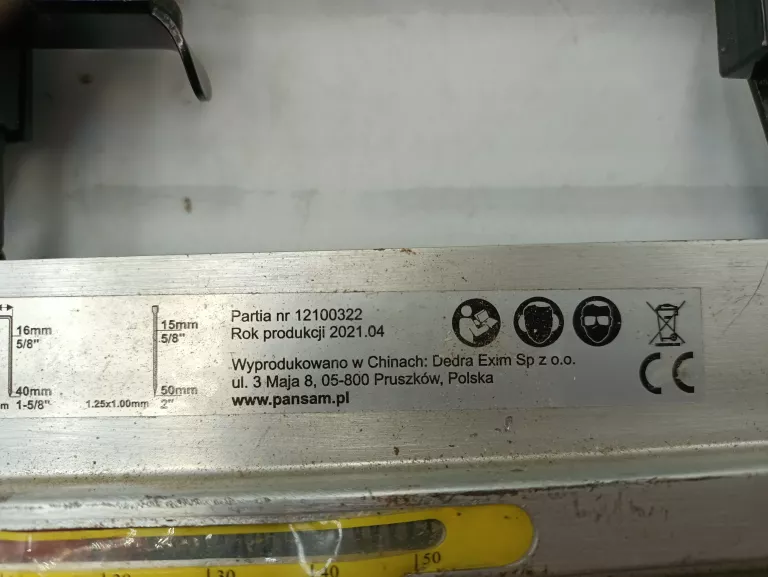 16mm
5/8"
40mm
1-5/8"
m
15mm
5/8"
50mm
2"
1.25x1.00mm
Partia nr 12100322
Rok produkcji 2021.04
Wyprodukowano w Chinach: Dedra Exim Sp z o.o.
ul. 3 Maja 8, 05-800 Pruszków, Polska
www.pansam.pl
CE
20 30 40 50